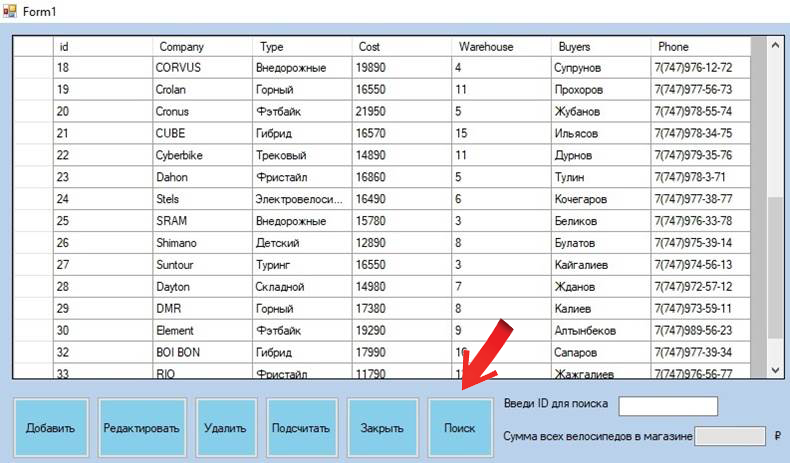 Form1
id Company Type Cost Warehouse Buyers Phone
18 CORVUS Внедорожные 19890 4 Супрунов 7(747)976-12-72
19 Crolan Горный 16550 11 Прохоров 7(747)977-56-73
20 Cronus Фэтбайк 21950 5 Жубанов 7(747)978-55-74
21 CUBE Гибрид 16570 15 Ильясов 7(747)978-34-75
22 Cyberbike Трековый 14890 11 Дурнов 7(747)979-35-76
23 Dahon Фристайл 16860 5 Тулин 7(747)978-3-71
24 Stels Электровелоси... 16490 6 Кочегаров 7(747)977-38-77
25 SRAM Внедорожные 15780 3 Беликов 7(747)976-33-78
26 Shimano Детский 12890 8 Булатов 7(747)975-39-14
27 Suntour Туринг 16550 3 Кайгалиев 7(747)974-56-13
28 Dayton Складной 14980 7 Жданов 7(747)972-57-12
29 DMR Горный 17380 8 Калиев 7(747)973-59-11
30 Element Фэтбайк 19290 9 Алтынбеков 7(747)989-56-23
32 BOI BON Гибрид 17990 Сапаров 7(747)977-39-34
33 RIO Фристайл 11790 Жажгалиев 7(747)976-56-77
Добавить Редактировать Удалить Подсчитать Закрыть Поиск
Введи ID для поиска
Сумма всех велосипедов в магазине ₽